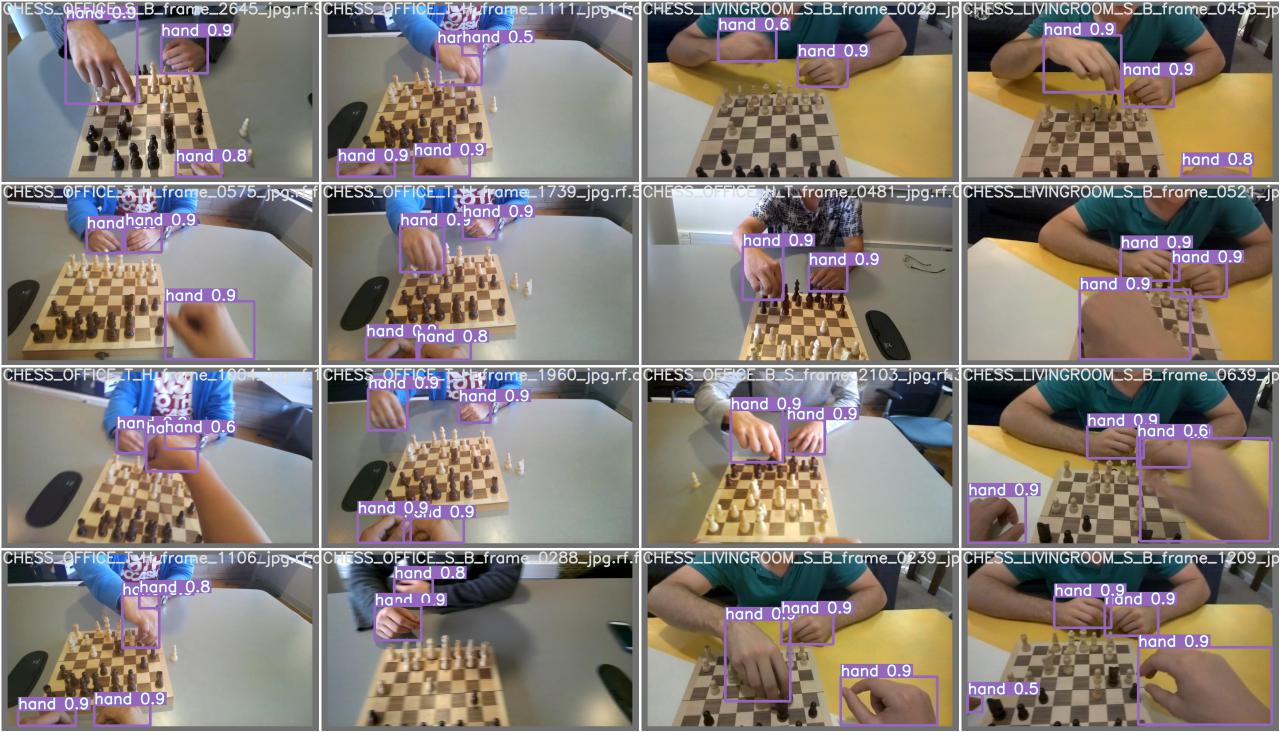 CHESS_OFFICE_S_B_frame_2645_jpg.rf.9
hand 0.9
hand 0.9
hand 0.8
CHESS_OFFICE_T_H_frame_1111_jpg.rf.
hand 0.5
hand 0.9
hand 0.9
CHESS_LIVINGROOM_S_B_frame_0029_jp
hand 0.6
hand 0.9
CHESS_LIVINGROOM_S_B_frame_0458_jp
hand 0.9
hand 0.9
hand 0.8
CHESS_OFFICE_T_H_frame_0575_jpg.rf.f
hand
hand 0.9
hand 0.9
CHESS_OFFICE_T_H_frame_1739_jpg.rf.5
hand 0.9
hand 0.9
hand 0.9
hand 0.8
CHESS_OFFICE_H_T_frame_0481_jpg.rf.0
hand 0.9
hand 0.9
CHESS_LIVINGROOM_S_B_frame_0521_jp
hand 0.9
hand 0.9
hand 0.9
CHESS_OFFICE_T_H_frame_1004_jpg.rf.1
hand 0.6
CHESS_OFFICE_T_H_frame_1960_jpg.rf.
hand 0.9
hand 0.9
hand 0.9
hand 0.9
CHESS_OFFICE_B_S_frame_2103_jpg.rf.3
hand 0.9
hand 0.9
CHESS_LIVINGROOM_S_B_frame_0639_jp
hand 0.9
hand 0.6
hand 0.9
CHESS_OFFICE_T_H_frame_1106_jpg.rf.
hand 0.8
hand 0.9
hand 0.9
CHESS_OFFICE_S_B_frame_0288_jpg.rf.f
hand 0.8
hand 0.9
CHESS_LIVINGROOM_S_B_frame_0239_jp
hand 0.9
hand 0.9
CHESS_LIVINGROOM_S_B_frame_1209_jp
hand 0.9
hand 0.9
hand 0.9
hand 0.5